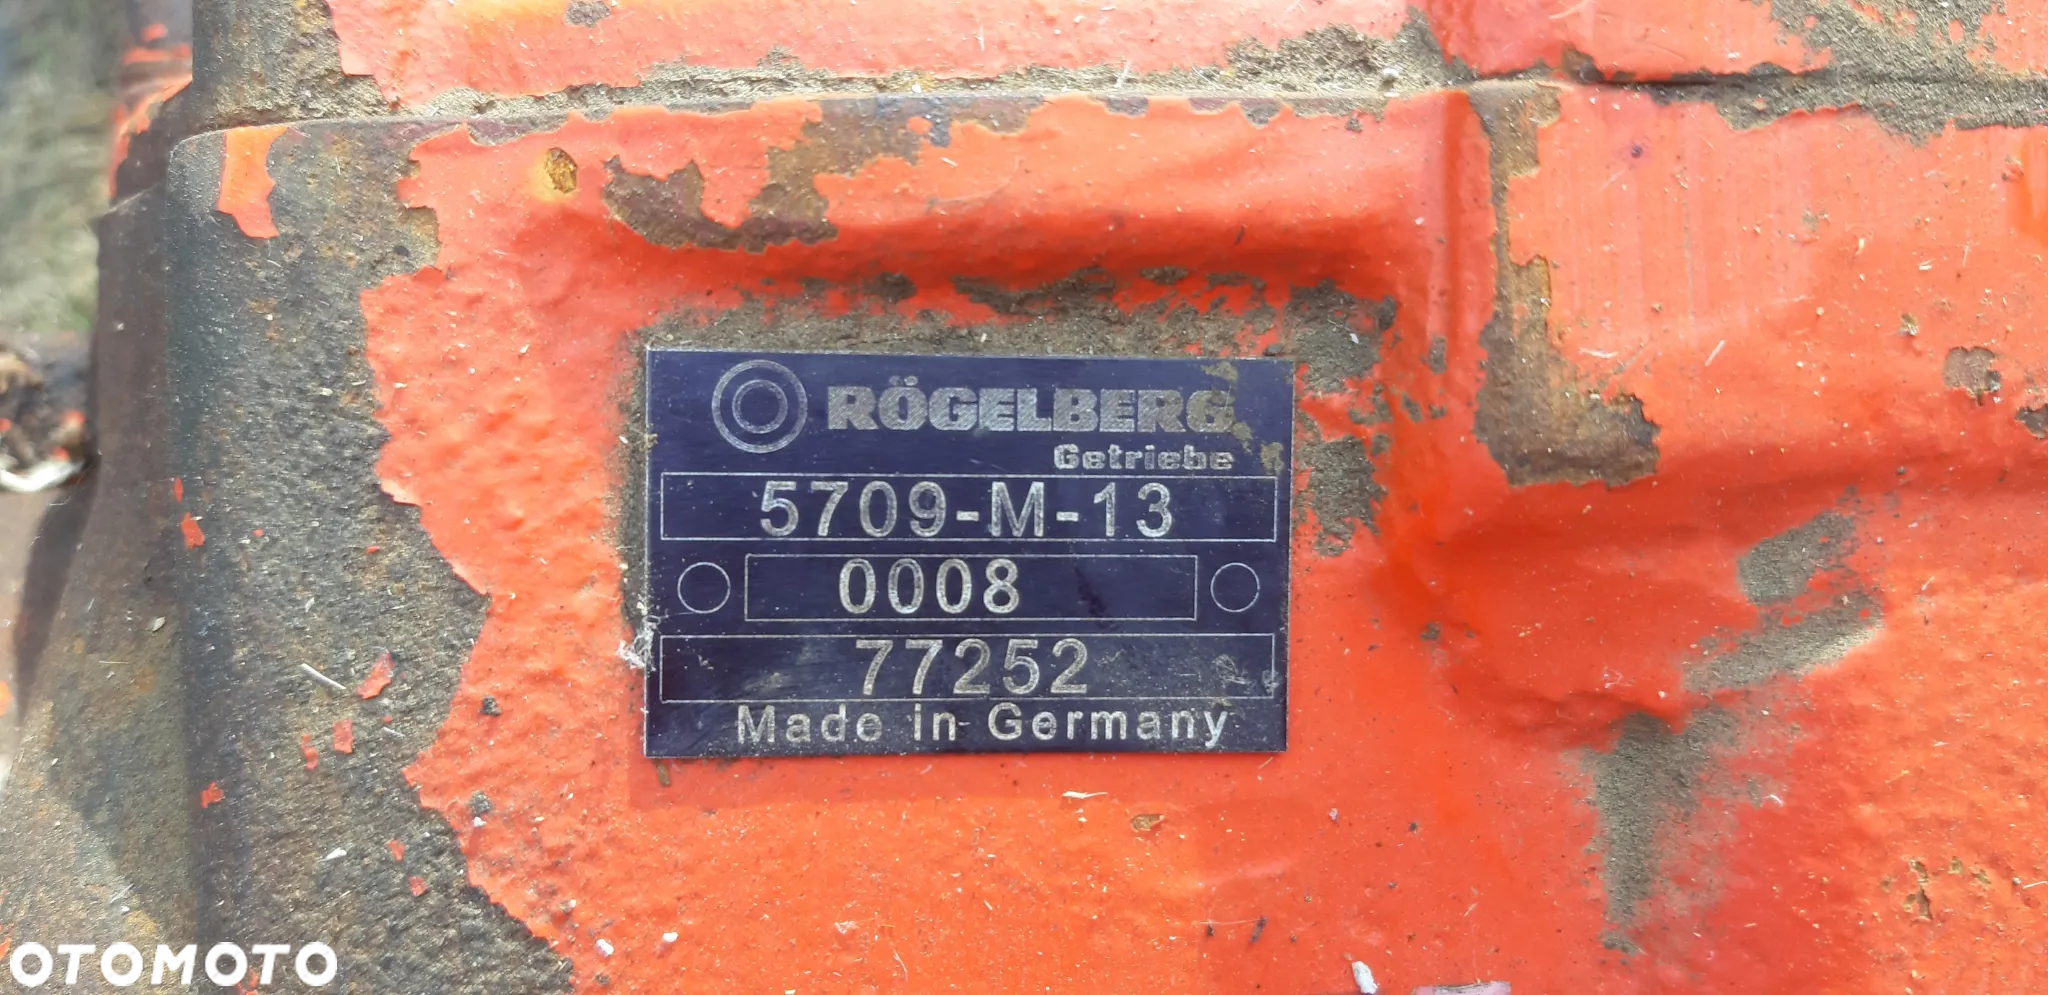 RÖGELBERG
Getriebe
5709-M-13
0008
77252
Made in Germany
OTOMOTO